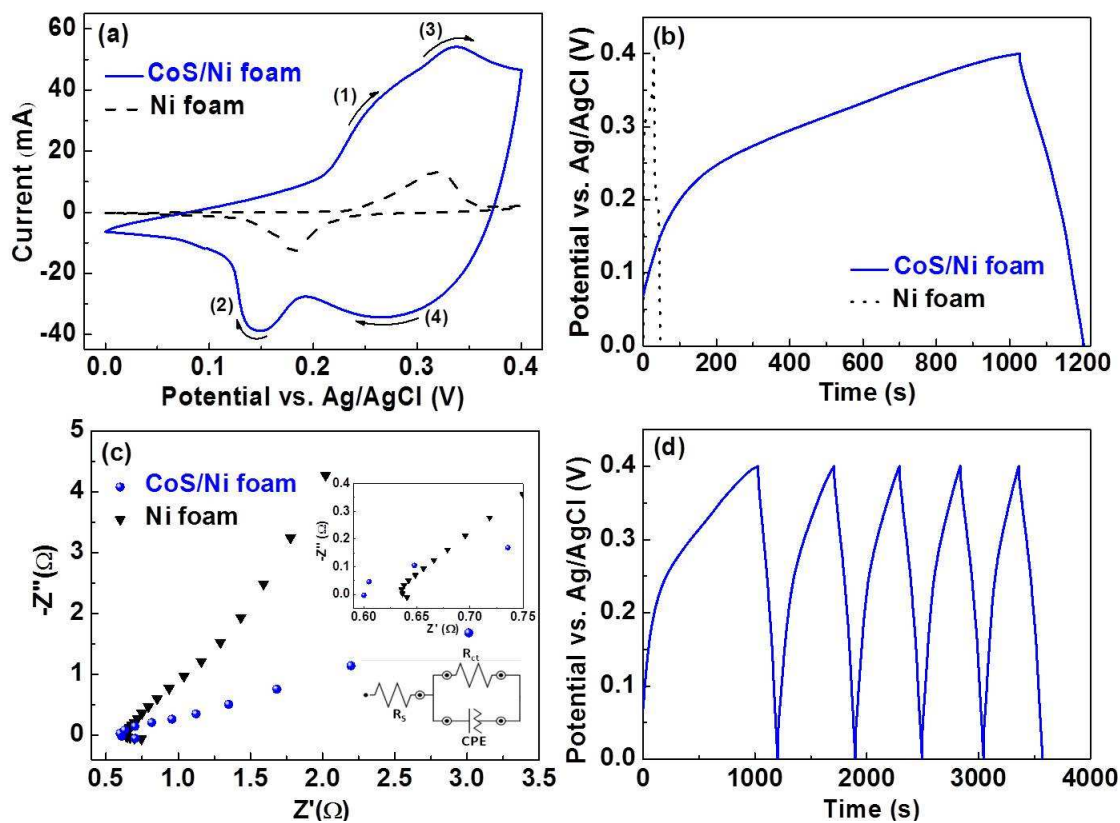 (a)
CoS/Ni foam
Ni foam
(1)
(2)
(3)
(4)
60
40
20
0
-20
-40
Current (mA)
0.0 0.1 0.2 0.3 0.4
Potential vs. Ag/AgCl (V)
(b)
CoS/Ni foam
Ni foam
0.4
0.3
0.2
0.1
0.0
Potential vs. Ag/AgCl (V)
0 200 400 600 800 1000 1200
Time (s)
(c)
CoS/Ni foam
Ni foam
5
4
3
2
1
0
-Z"(Ω)
0.5 1.0 1.5 2.0 2.5 3.0 3.5
Z'(Ω)
0.4
0.3
0.2
0.1
0.0
-Z"(Ω)
0.60 0.65 0.70 0.75
Z' (Ω)
Rct
Rs
CPE
(d)
0.4
0.3
0.2
0.1
0.0
Potential vs. Ag/AgCl (V)
0 1000 2000 3000 4000
Time (s)